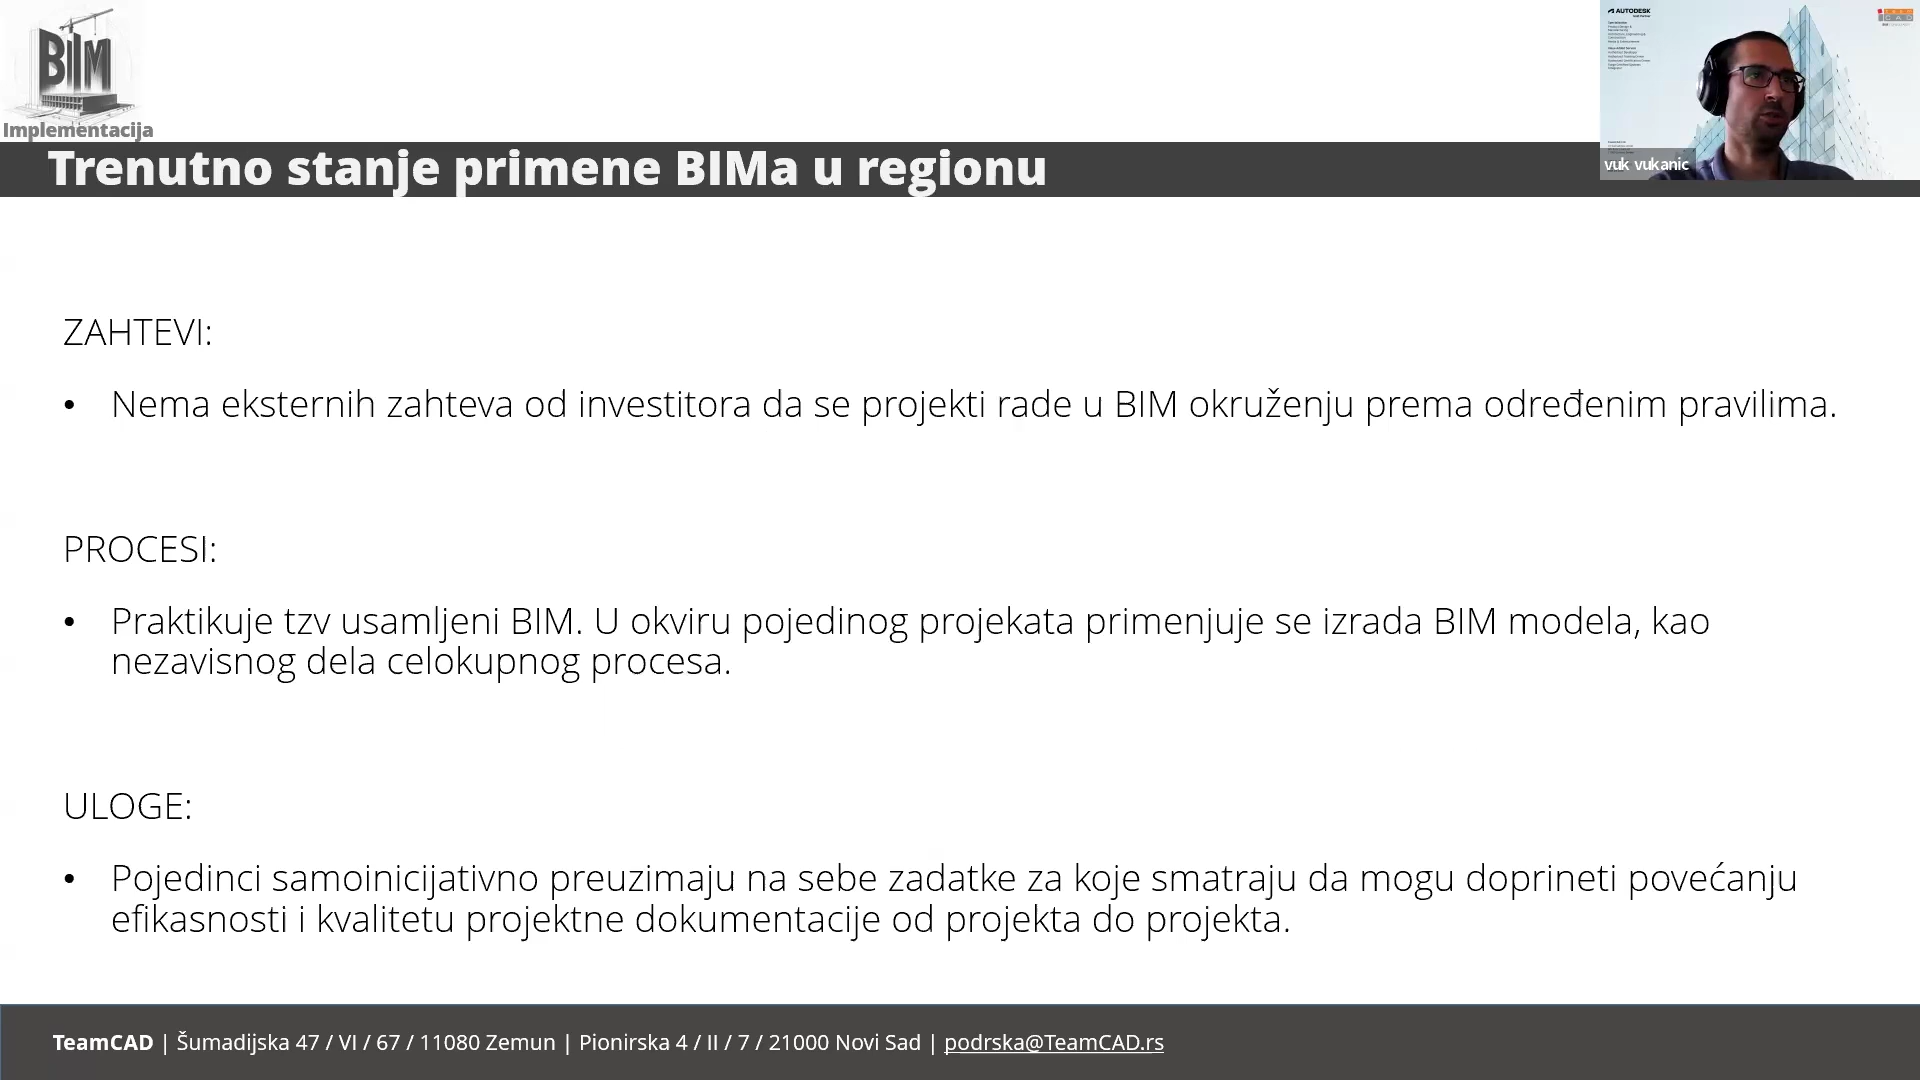 BIM
Implementacija
AUTODESK
vuk vukanic
Trenutno stanje primene BIMa u regionu
ZAHTEVI:
• Nema eksternih zahteva od investitora da se projekti rade u BIM okruženju prema određenim pravilima.
PROCESI:
• Praktikuje tzv usamljeni BIM. U okviru pojedinog projekata primenjuje se izrada BIM modela, kao
nezavisnog dela celokupnog procesa.
ULOGE:
• Pojedinci samoinicijativno preuzimaju na sebe zadatke za koje smatraju da mogu doprineti povećanju
efikasnosti i kvalitetu projektne dokumentacije od projekta do projekta.
TeamCAD | Šumadijska 47 / VI / 67 / 11080 Zemun | Pionirska 4 / II / 7 / 21000 Novi Sad | podrska@TeamCAD.rs